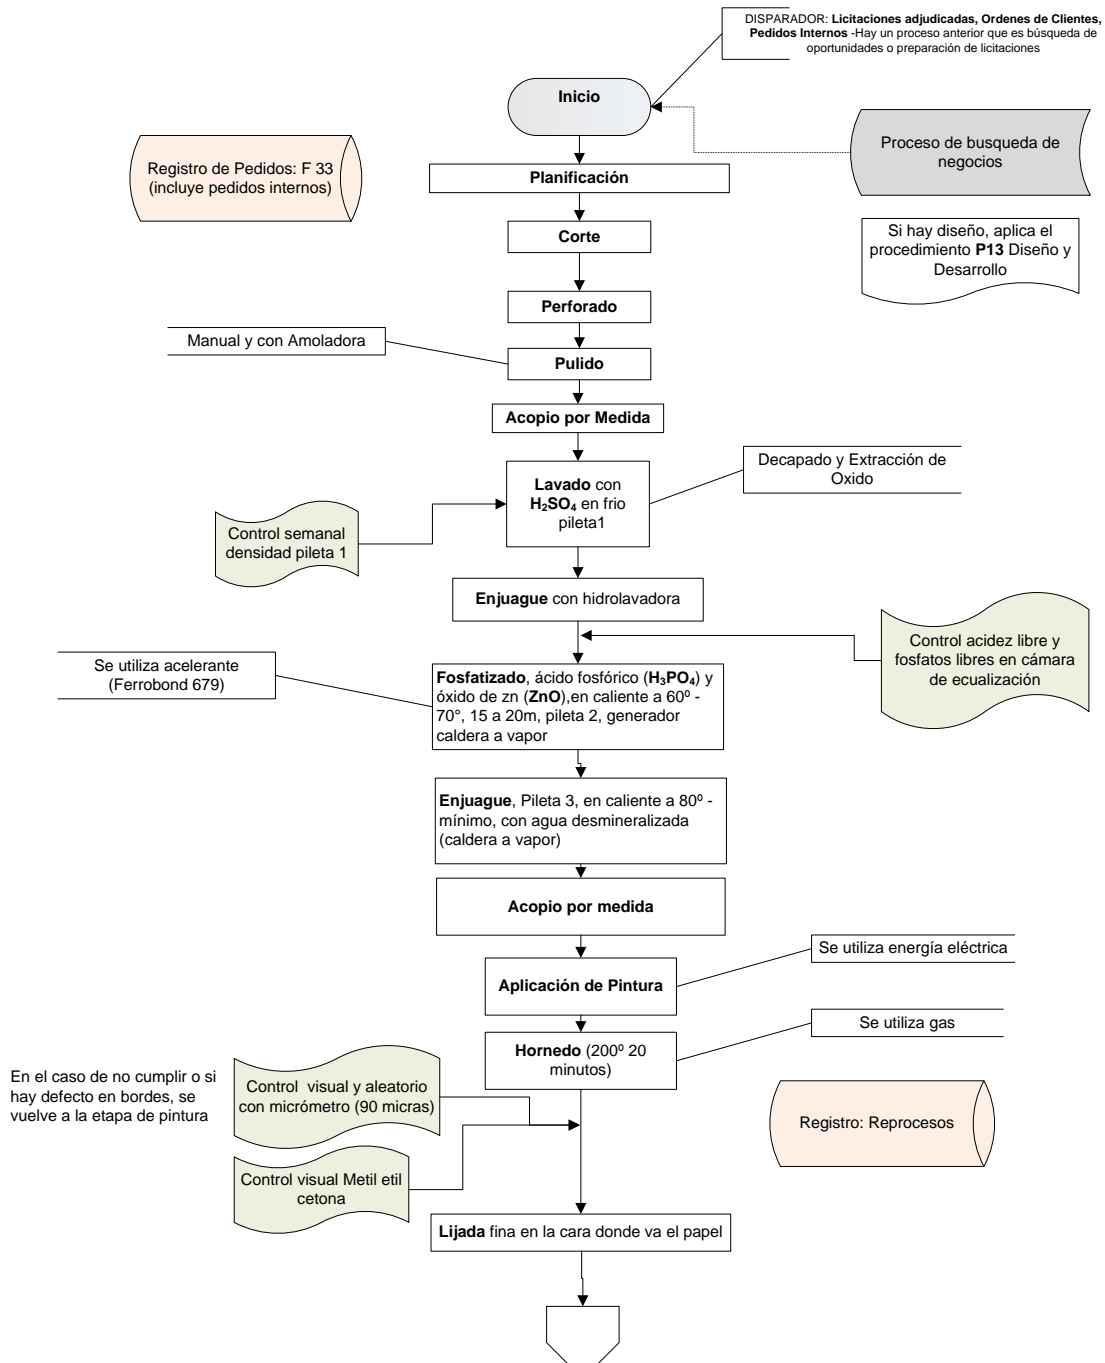 DISPARADOR: Licitaciones adjudicadas, Ordenes de Clientes,
Pedidos Internos -Hay un proceso anterior que es búsqueda de
oportunidades o preparación de licitaciones
Inicio
Proceso de busqueda de
negocios
Registro de Pedidos: F 33
(incluye pedidos internos)
Planificación
Si hay diseño, aplica el
procedimiento P13 Diseño y
Desarrollo
Corte
Perforado
Manual y con Amoladora
Pulido
Acopio por Medida
Decapado y Extracción de
Oxido
Lavado con
H₂SO₄ en frio
pileta1
Control semanal
densidad pileta 1
Enjuague con hidrolavadora
Control acidez libre y
fosfatos libres en cámara
de ecualización
Se utiliza acelerante
(Ferrobond 679)
Fosfatizado, ácido fosfórico (H₃PO₄) y
óxido de zn (ZnO),en caliente a 60º -
70°, 15 a 20m, pileta 2, generador
caldera a vapor
Enjuague, Pileta 3, en caliente a 80º -
mínimo, con agua desmineralizada
(caldera a vapor)
Acopio por medida
Se utiliza energía eléctrica
Aplicación de Pintura
Se utiliza gas
Hornedo (200º 20
minutos)
En el caso de no cumplir o si
hay defecto en bordes, se
vuelve a la etapa de pintura
Control visual y aleatorio
con micrómetro (90 micras)
Registro: Reprocesos
Control visual Metil etil
cetona
Lijada fina en la cara donde va el papel